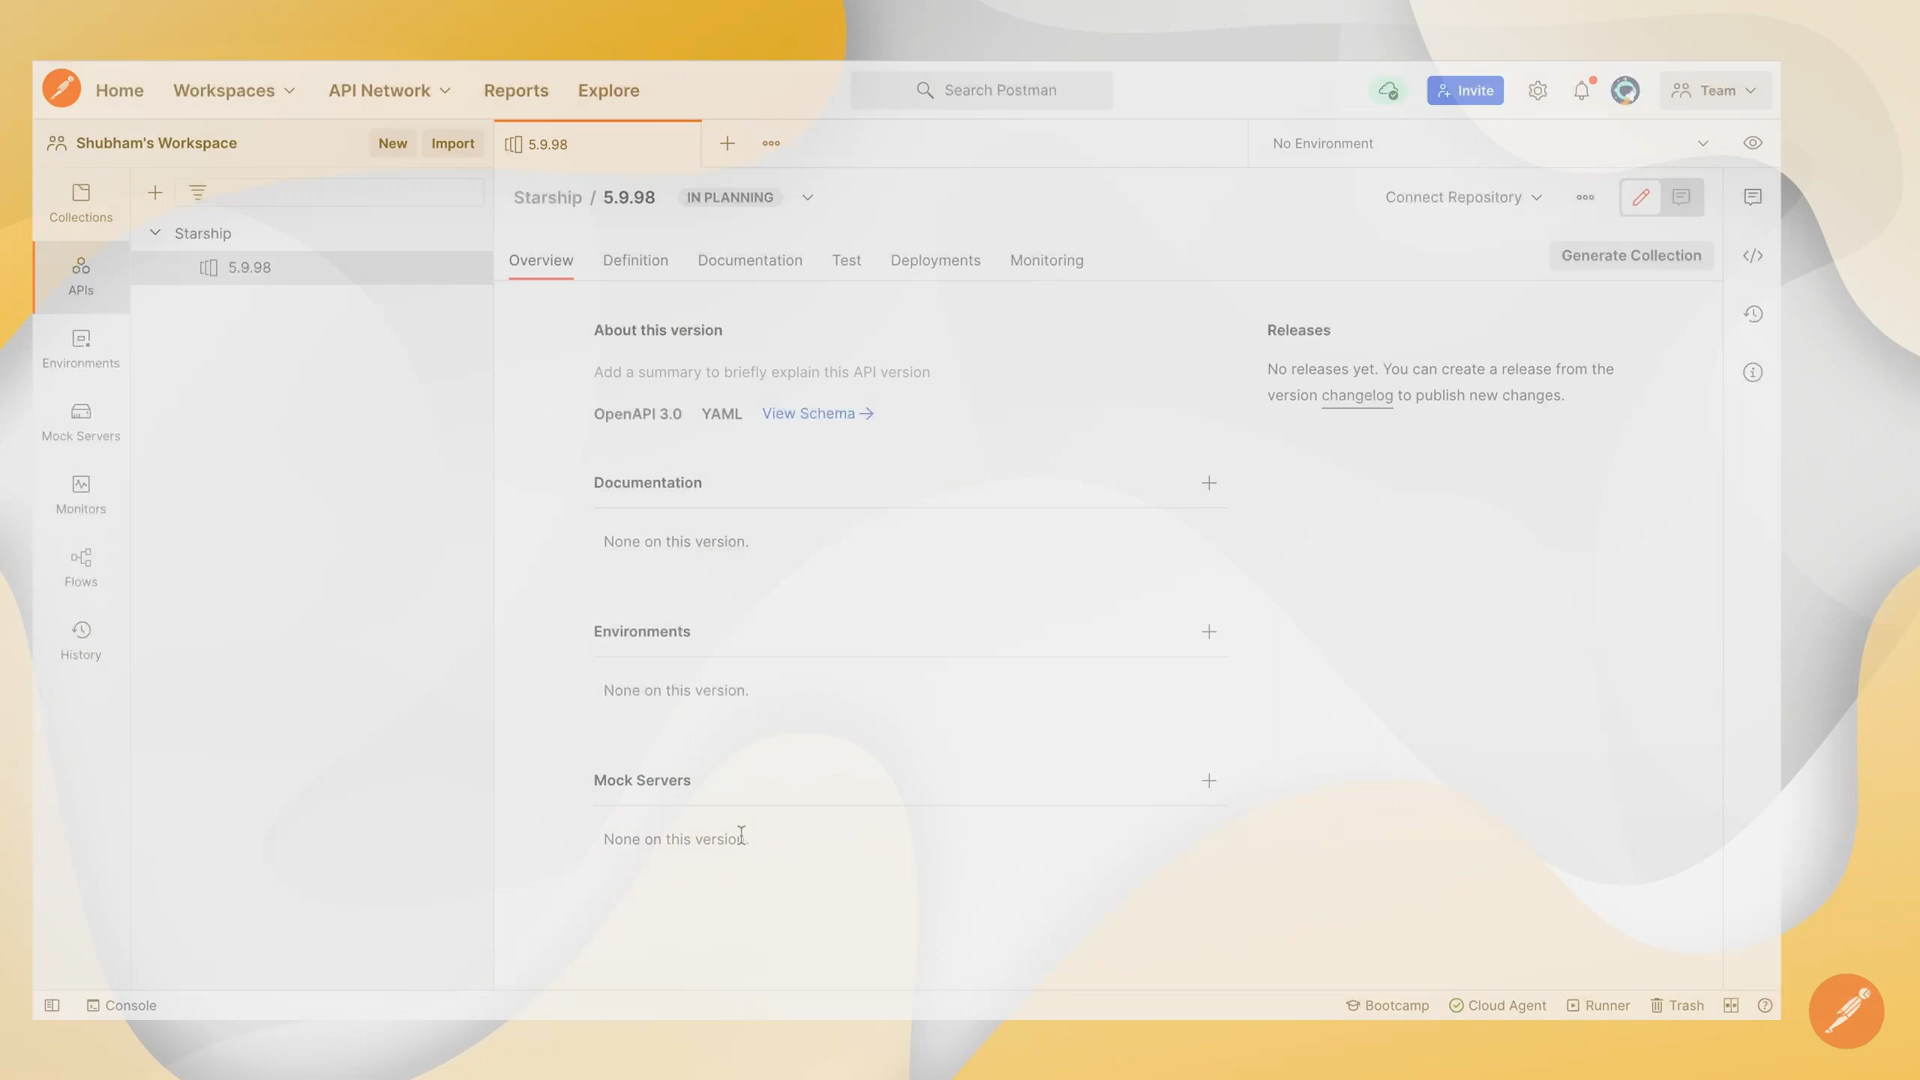 Home
Workspaces
API Network
Reports
Explore
Search Postman
Invite
Team
Shubham's Workspace
New
Import
5.9.98
No Environment
Collections
APIs
Environments
Mock Servers
Monitors
Flows
History
Starship
5.9.98
Starship / 5.9.98
IN PLANNING
Connect Repository
Overview
Definition
Documentation
Test
Deployments
Monitoring
Generate Collection
About this version
Add a summary to briefly explain this API version
OpenAPI 3.0 YAML View Schema →
Documentation
None on this version.
Environments
None on this version.
Mock Servers
None on this version.
Releases
No releases yet. You can create a release from the
version changelog to publish new changes.
Console
Bootcamp
Cloud Agent
Runner
Trash